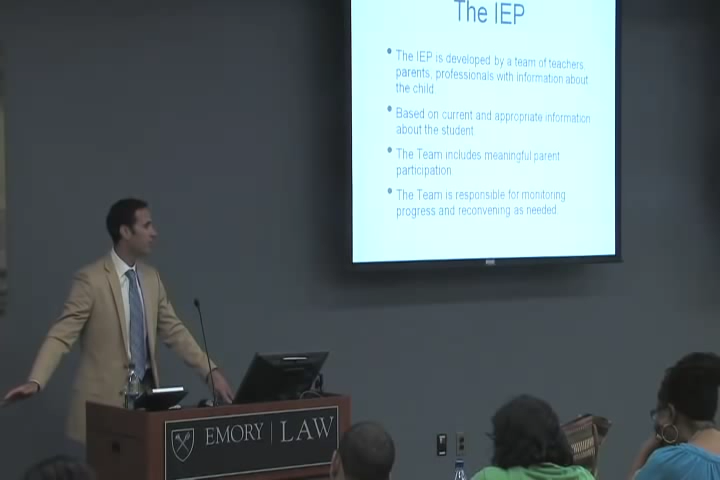 The IEP
• The IEP is developed by a team of teachers,
parents, professionals with information about
the child
• Based on current and appropriate information
about the student
• The Team includes meaningful parent
participation
• The Team is responsible for monitoring
progress and reconvening as needed
EMORY | LAW